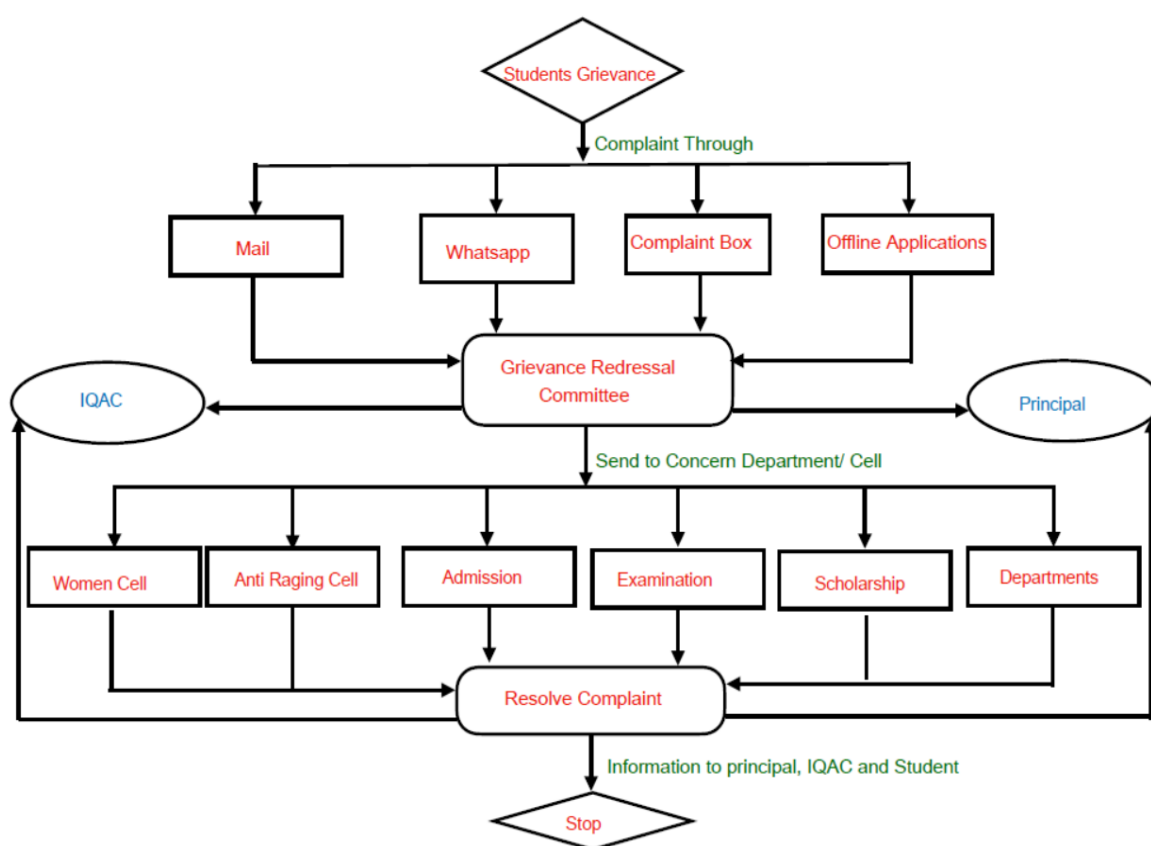 Students Grievance
Complaint Through
Mail
Whatsapp
Complaint Box
Offline Applications
Grievance Redressal
Committee
IQAC
Principal
Send to Concern Department/ Cell
Women Cell
Anti Raging Cell
Admission
Examination
Scholarship
Departments
Resolve Complaint
Information to principal, IQAC and Student
Stop